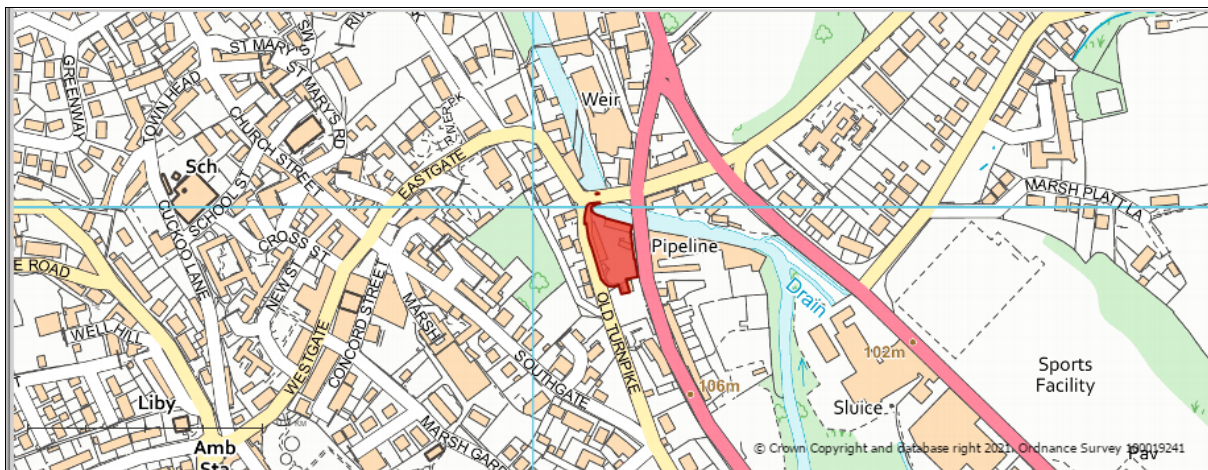 GREENWAY
TOWN HEAD
ST MARY'S
ST MARYS RD
CHURCH STREET
Sch
SCHOOL ST
CUCKOO LANE
CROSS ST
NEW ST
EASTGATE
WESTGATE
CONCORD STREET
MARSH
SOUTHGATE
MARSH GAR
E ROAD
WELL HILL
Liby
Amb
Sta
Weir
Pipeline
OLD TURNPIKE
106m
102m
Drain
Sluice
Sports
Facility
MARSH PLATT LA
© Crown Copyright and database right 2021. Ordnance Survey 100019241